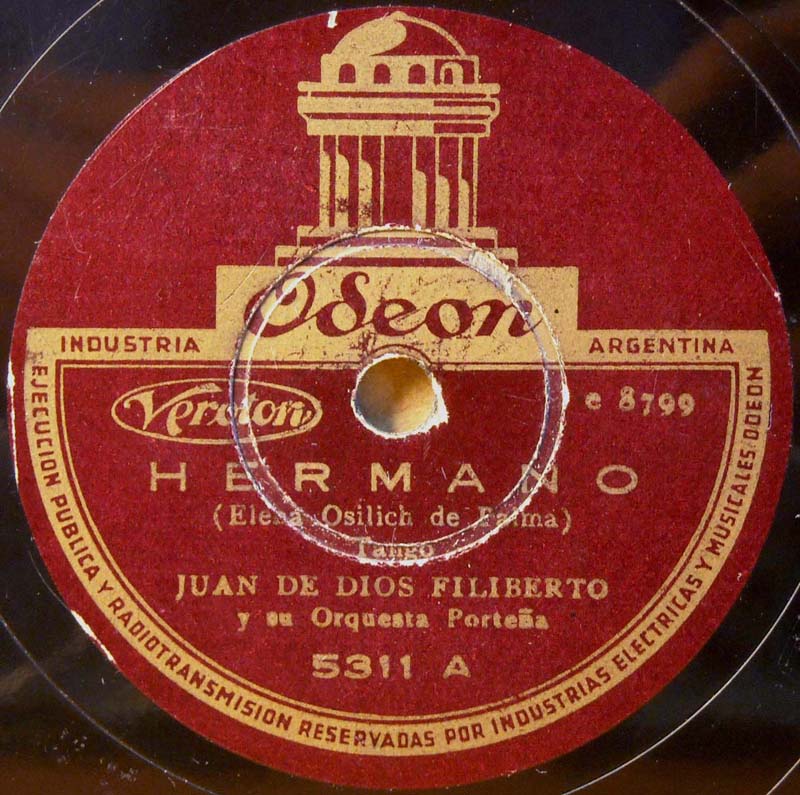 Odeon
INDUSTRIA ARGENTINA
Veroton
e 8799
HERMANO
(Elena Osilich de Palma)
Tango
JUAN DE DIOS FILIBERTO
y su Orquesta Porteña
5311 A
EJECUCION PUBLICA Y RADIOTRANSMISION RESERVADAS POR INDUSTRIAS ELECTRICAS Y MUSICALES ODEON